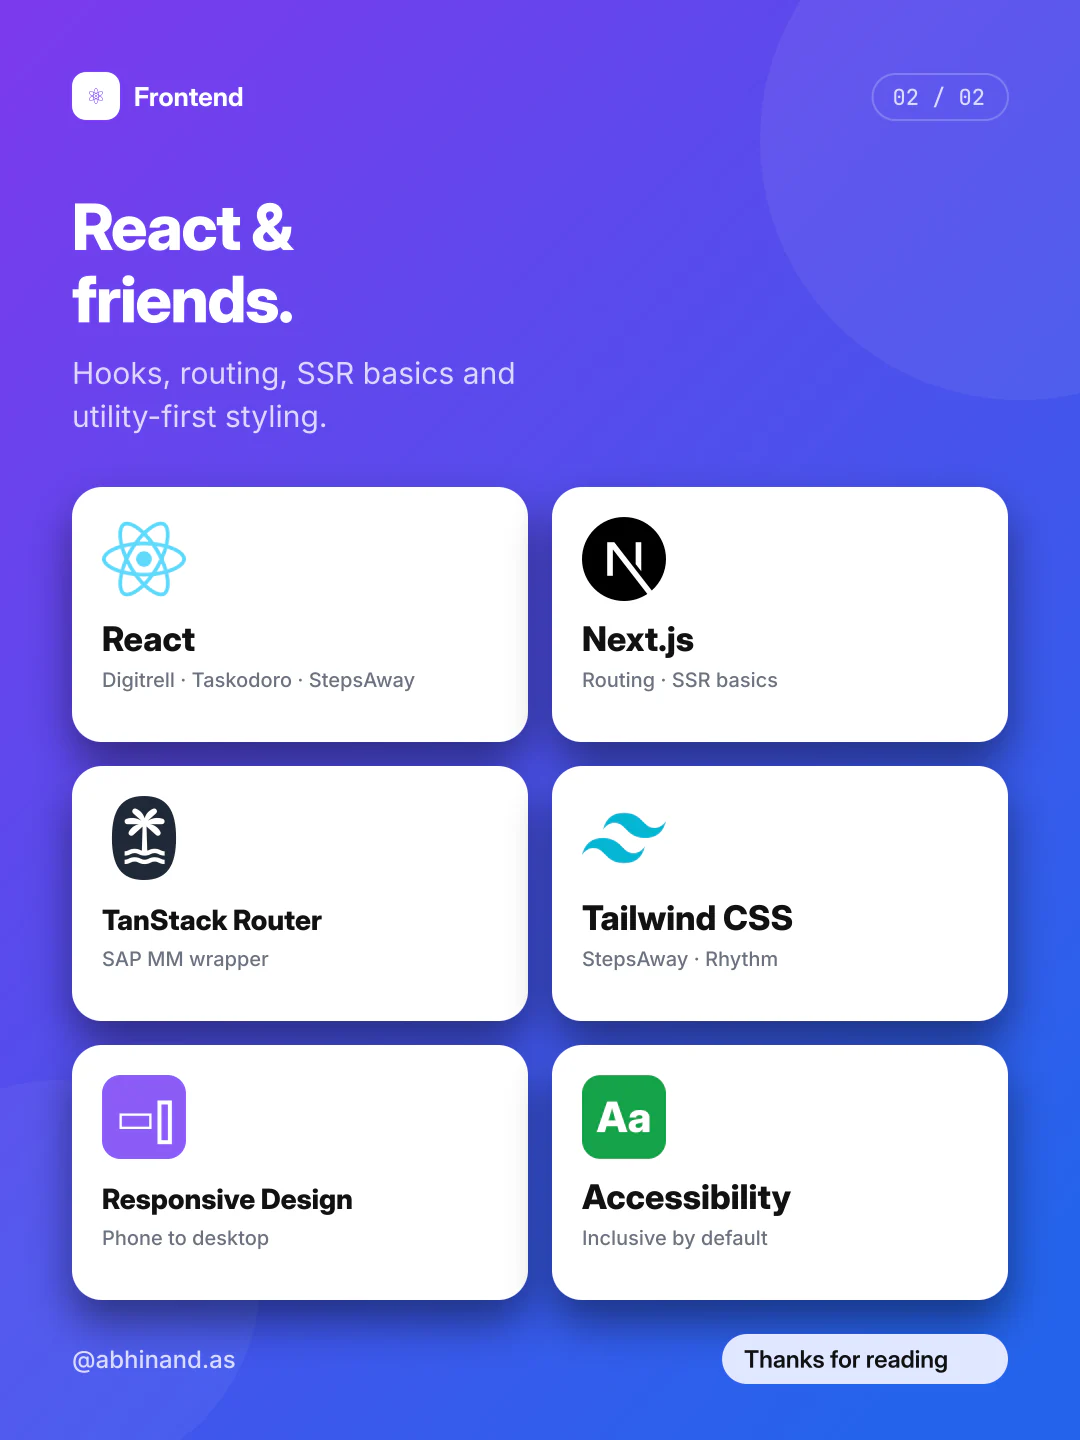 Frontend
02 / 02
React &
friends.
Hooks, routing, SSR basics and
utility-first styling.
React
Digitrell · Taskodoro · StepsAway
N
Next.js
Routing · SSR basics
TanStack Router
SAP MM wrapper
Tailwind CSS
StepsAway · Rhythm
Responsive Design
Phone to desktop
Aa
Accessibility
Inclusive by default
@abhinand.as
Thanks for reading